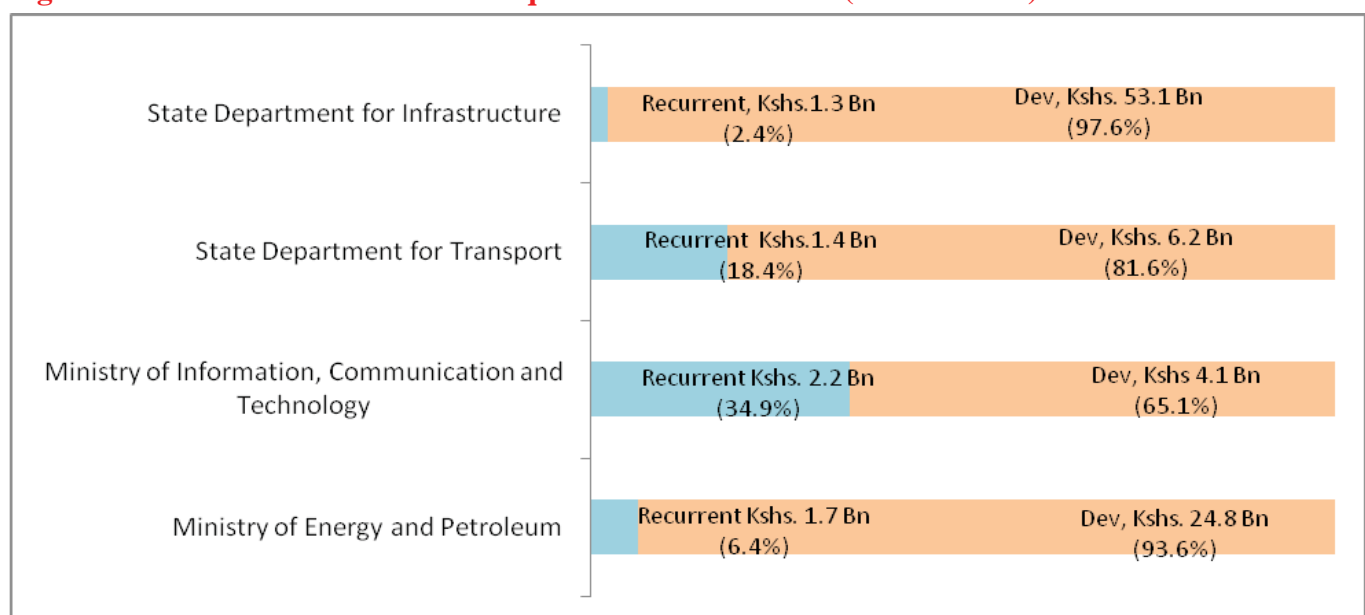 State Department for Infrastructure
Recurrent, Kshs.1.3 Bn
(2.4%)
Dev, Kshs. 53.1 Bn
(97.6%)
State Department for Transport
Recurrent Kshs.1.4 Bn
(18.4%)
Dev, Kshs. 6.2 Bn
(81.6%)
Ministry of Information, Communication and
Technology
Recurrent Kshs. 2.2 Bn
(34.9%)
Dev, Kshs 4.1 Bn
(65.1%)
Ministry of Energy and Petroleum
Recurrent Kshs. 1.7 Bn
(6.4%)
Dev, Kshs. 24.8 Bn
(93.6%)